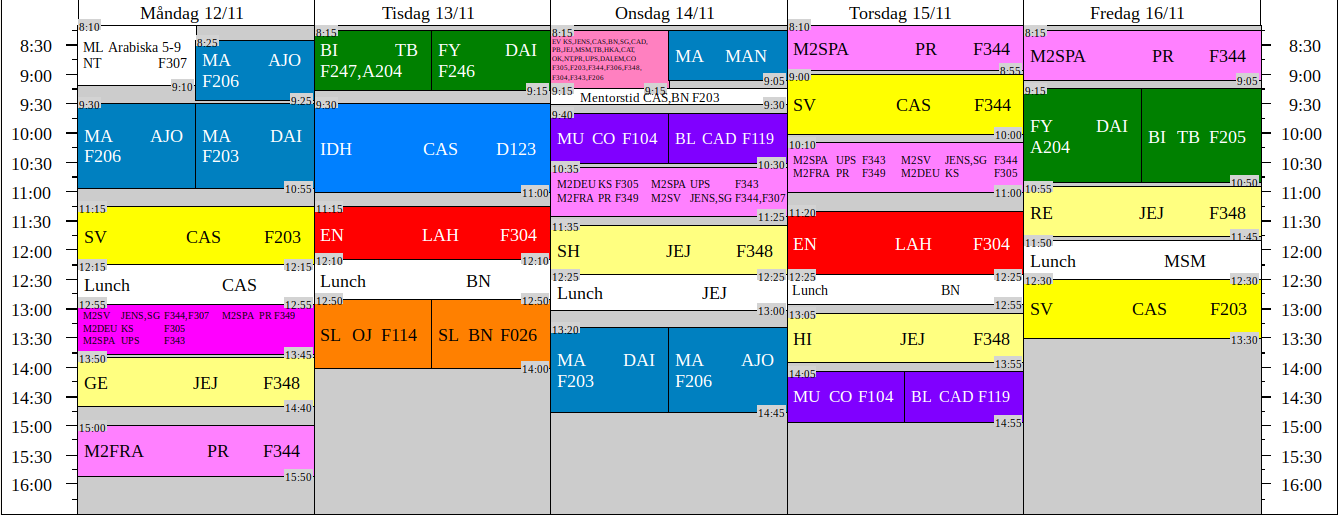 Måndag 12/11
Tisdag 13/11
Onsdag 14/11
Torsdag 15/11
Fredag 16/11
8:30
9:00
9:30
10:00
10:30
11:00
11:30
12:00
12:30
13:00
13:30
14:00
14:30
15:00
15:30
16:00
8:10
ML Arabiska 5-9
NT F307
9:10
8:25
MA AJO
F206
9:25
9:30
MA AJO
F206
MA DAI
F203
10:55
11:15
SV CAS F203
12:15 12:15
Lunch CAS
12:55 12:55
M2SV JENS,SG F344,F307 M2SPA PR F349
M2DEU KS F305
M2SPA UPS F343
13:45
13:50
GE JEJ F348
14:40
15:00
M2FRA PR F344
15:50
8:15
BI TB
F247,A204
FY DAI
F246
9:15
9:30
IDH CAS D123
11:00
11:15
EN LAH F304
12:10 12:10
Lunch BN
12:50 12:50
SL OJ F114
SL BN F026
14:00
8:15
EV KS,JENS,CAS,BN,SG,CAD,
PB,JEJ,MSM,TB,HKA,CAT,
OK,NT,PR,UPS,DALEM,CO
F305,F203,F344,F306,F348,
F304,F343,F206
MA MAN
9:05
9:15 9:15
Mentorstid CAS,BN F203
9:30
9:40
MU CO F104
BL CAD F119
10:30
10:35
M2DEU KS F305 M2SPA UPS F343
M2FRA PR F349 M2SV JENS,SG F344,F307
11:25
11:35
SH JEJ F348
12:25 12:25
Lunch JEJ
13:00
13:20
MA DAI
F203
MA AJO
F206
14:45
8:10
M2SPA PR F344
8:55
9:00
SV CAS F344
10:00
10:10
M2SPA UPS F343 M2SV JENS,SG F344
M2FRA PR F349 M2DEU KS F305
11:00
11:20
EN LAH F304
12:25 12:25
Lunch BN
12:55
13:05
HI JEJ F348
13:55
14:05
MU CO F104
BL CAD F119
14:55
8:15
M2SPA PR F344
9:05
9:15
FY DAI
A204
BI TB F205
10:50
10:55
RE JEJ F348
11:45
11:50
Lunch MSM
12:30 12:30
SV CAS F203
13:30
8:30
9:00
9:30
10:00
10:30
11:00
11:30
12:00
12:30
13:00
13:30
14:00
14:30
15:00
15:30
16:00